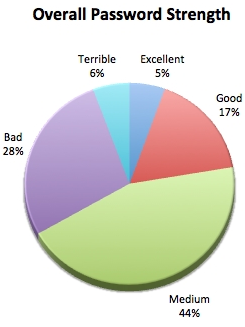 Overall Password Strength
Terrible
6%
Excellent
5%
Good
17%
Bad
28%
Medium
44%